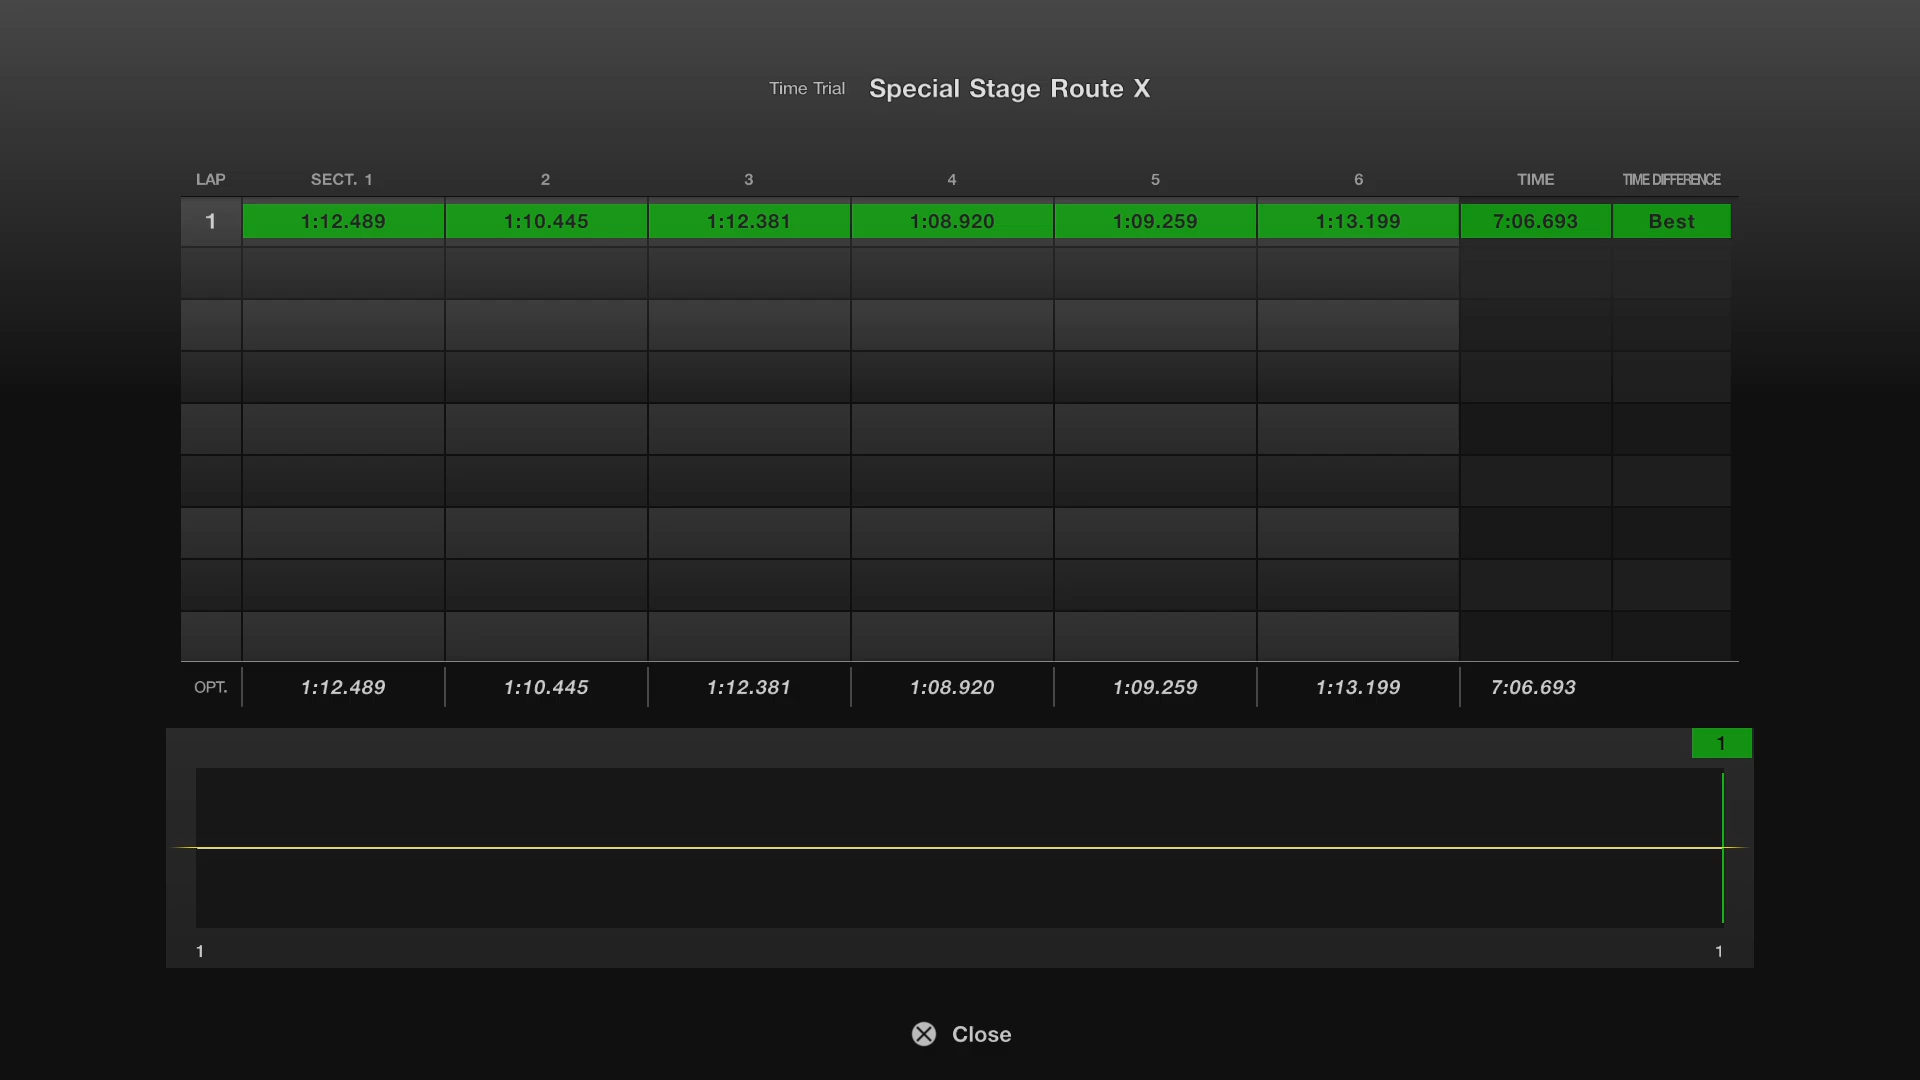 Time Trial Special Stage Route X
LAP SECT. 1 2 3 4 5 6 TIME TIME DIFFERENCE
1 1:12.489 1:10.445 1:12.381 1:08.920 1:09.259 1:13.199 7:06.693 Best
OPT. 1:12.489 1:10.445 1:12.381 1:08.920 1:09.259 1:13.199 7:06.693
1
1 1
Close